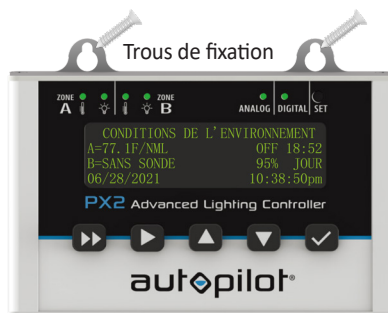 Trous de fixation
ZONE A ZONE B ANALOG DIGITAL SET
CONDITIONS DE L'ENVIRONNEMENT
A=77.1F/NML OFF 18:52
B=SANS SONDE 95% JOUR
06/28/2021 10:38:50pm
PX2 Advanced Lighting Controller
autopilot®